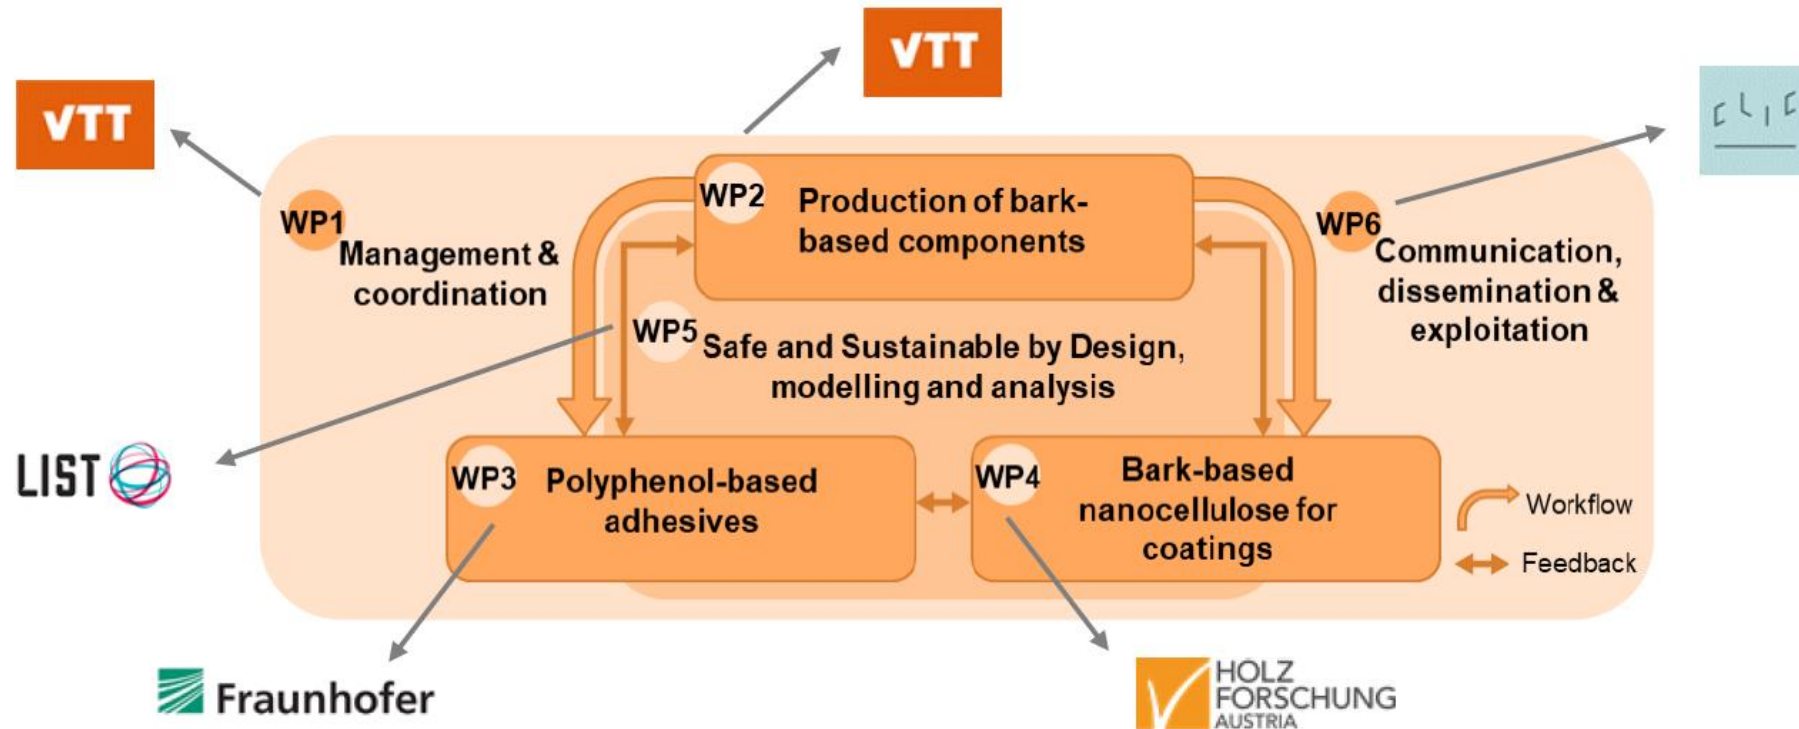 VTT
VTT
CLIC
WP1
Management &
coordination
WP2
Production of bark-
based components
WP6
Communication,
dissemination &
exploitation
WP5
Safe and Sustainable by Design,
modelling and analysis
LIST
WP3
Polyphenol-based
adhesives
WP4
Bark-based
nanocellulose for
coatings
Workflow
Feedback
Fraunhofer
HOLZ
FORSCHUNG
AUSTRIA